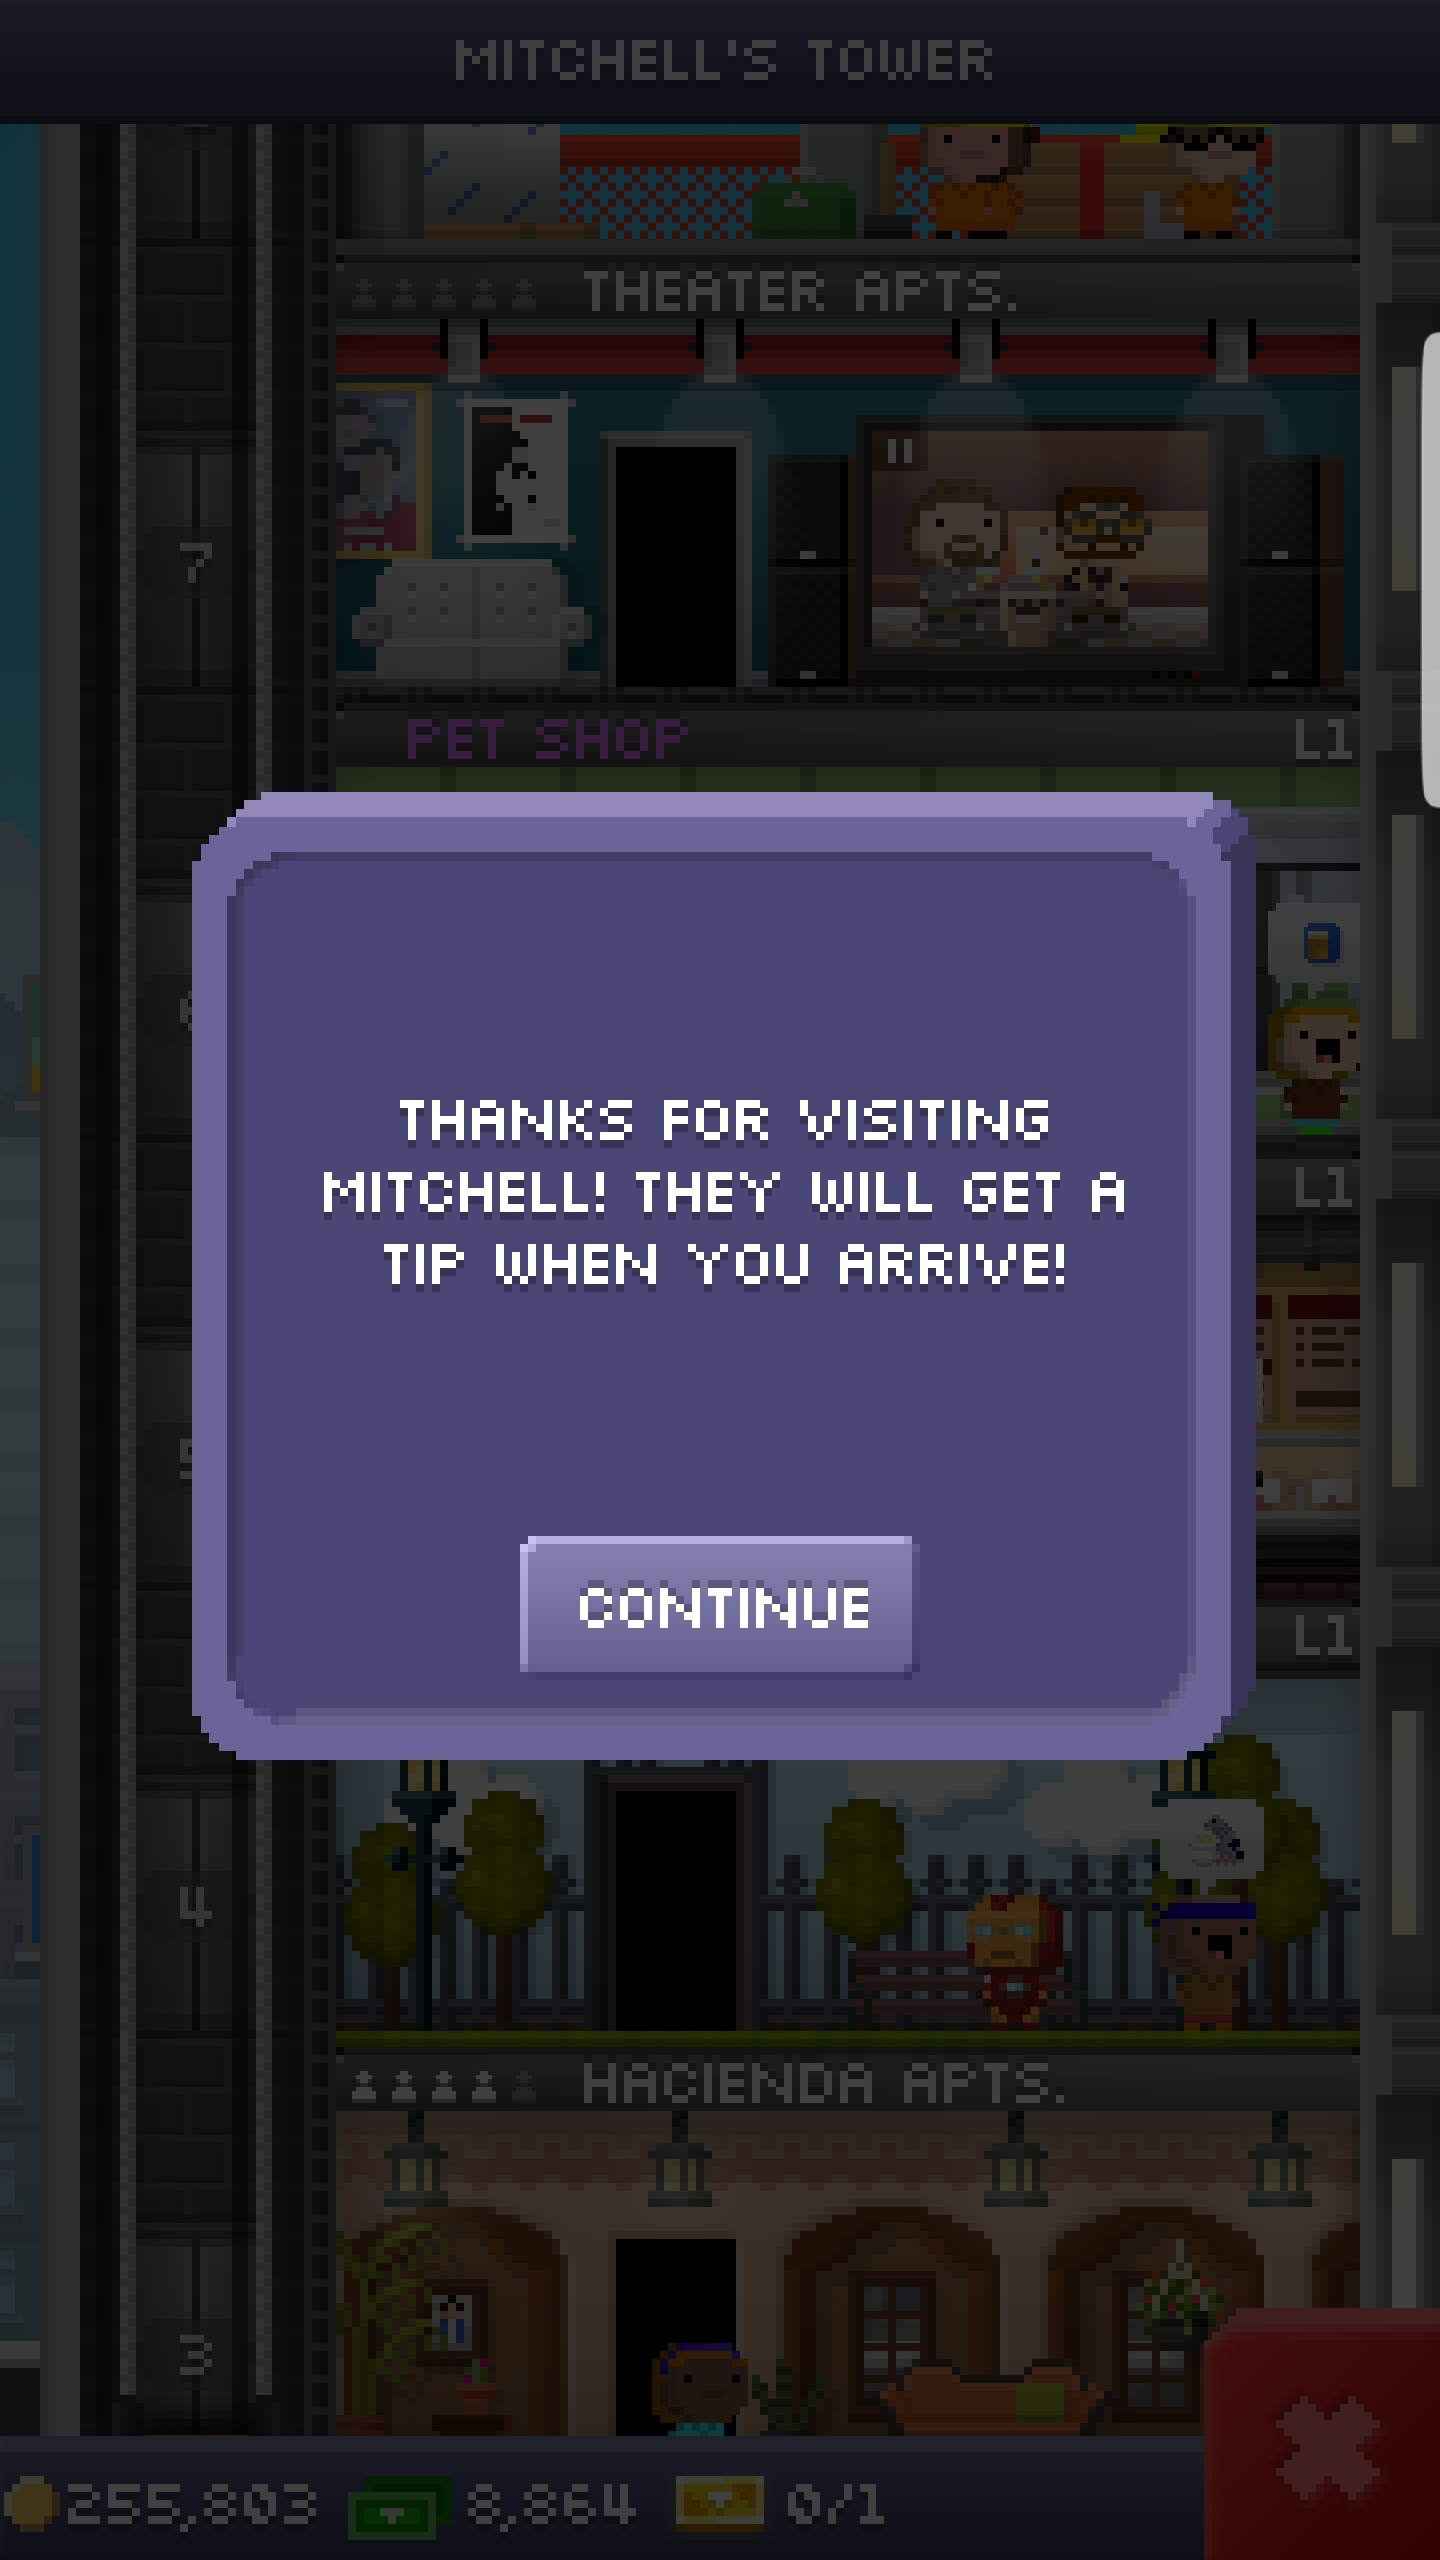 MITCHELL'S TOWER
THEATER APTS.
7
PET SHOP L1
THANKS FOR VISITING
MITCHELL! THEY WILL GET A
TIP WHEN YOU ARRIVE!
L1
CONTINUE
L1
4
HACIENDA APTS.
3
255,803 8,864 0/1